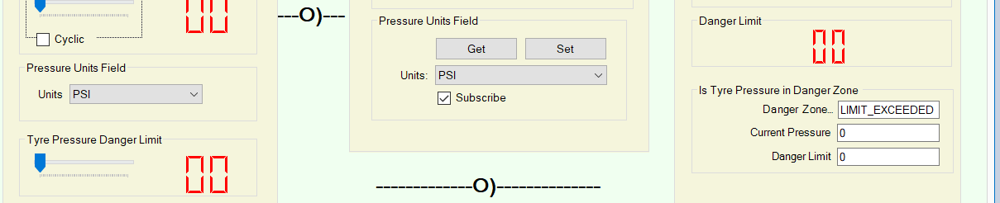 00
---O)---
Cyclic
Pressure Units Field
Units PSI
Tyre Pressure Danger Limit
00
Pressure Units Field
Get Set
Units: PSI
Subscribe
-------------O)--------------
Danger Limit
00
Is Tyre Pressure in Danger Zone
Danger Zone... LIMIT_EXCEEDED
Current Pressure 0
Danger Limit 0